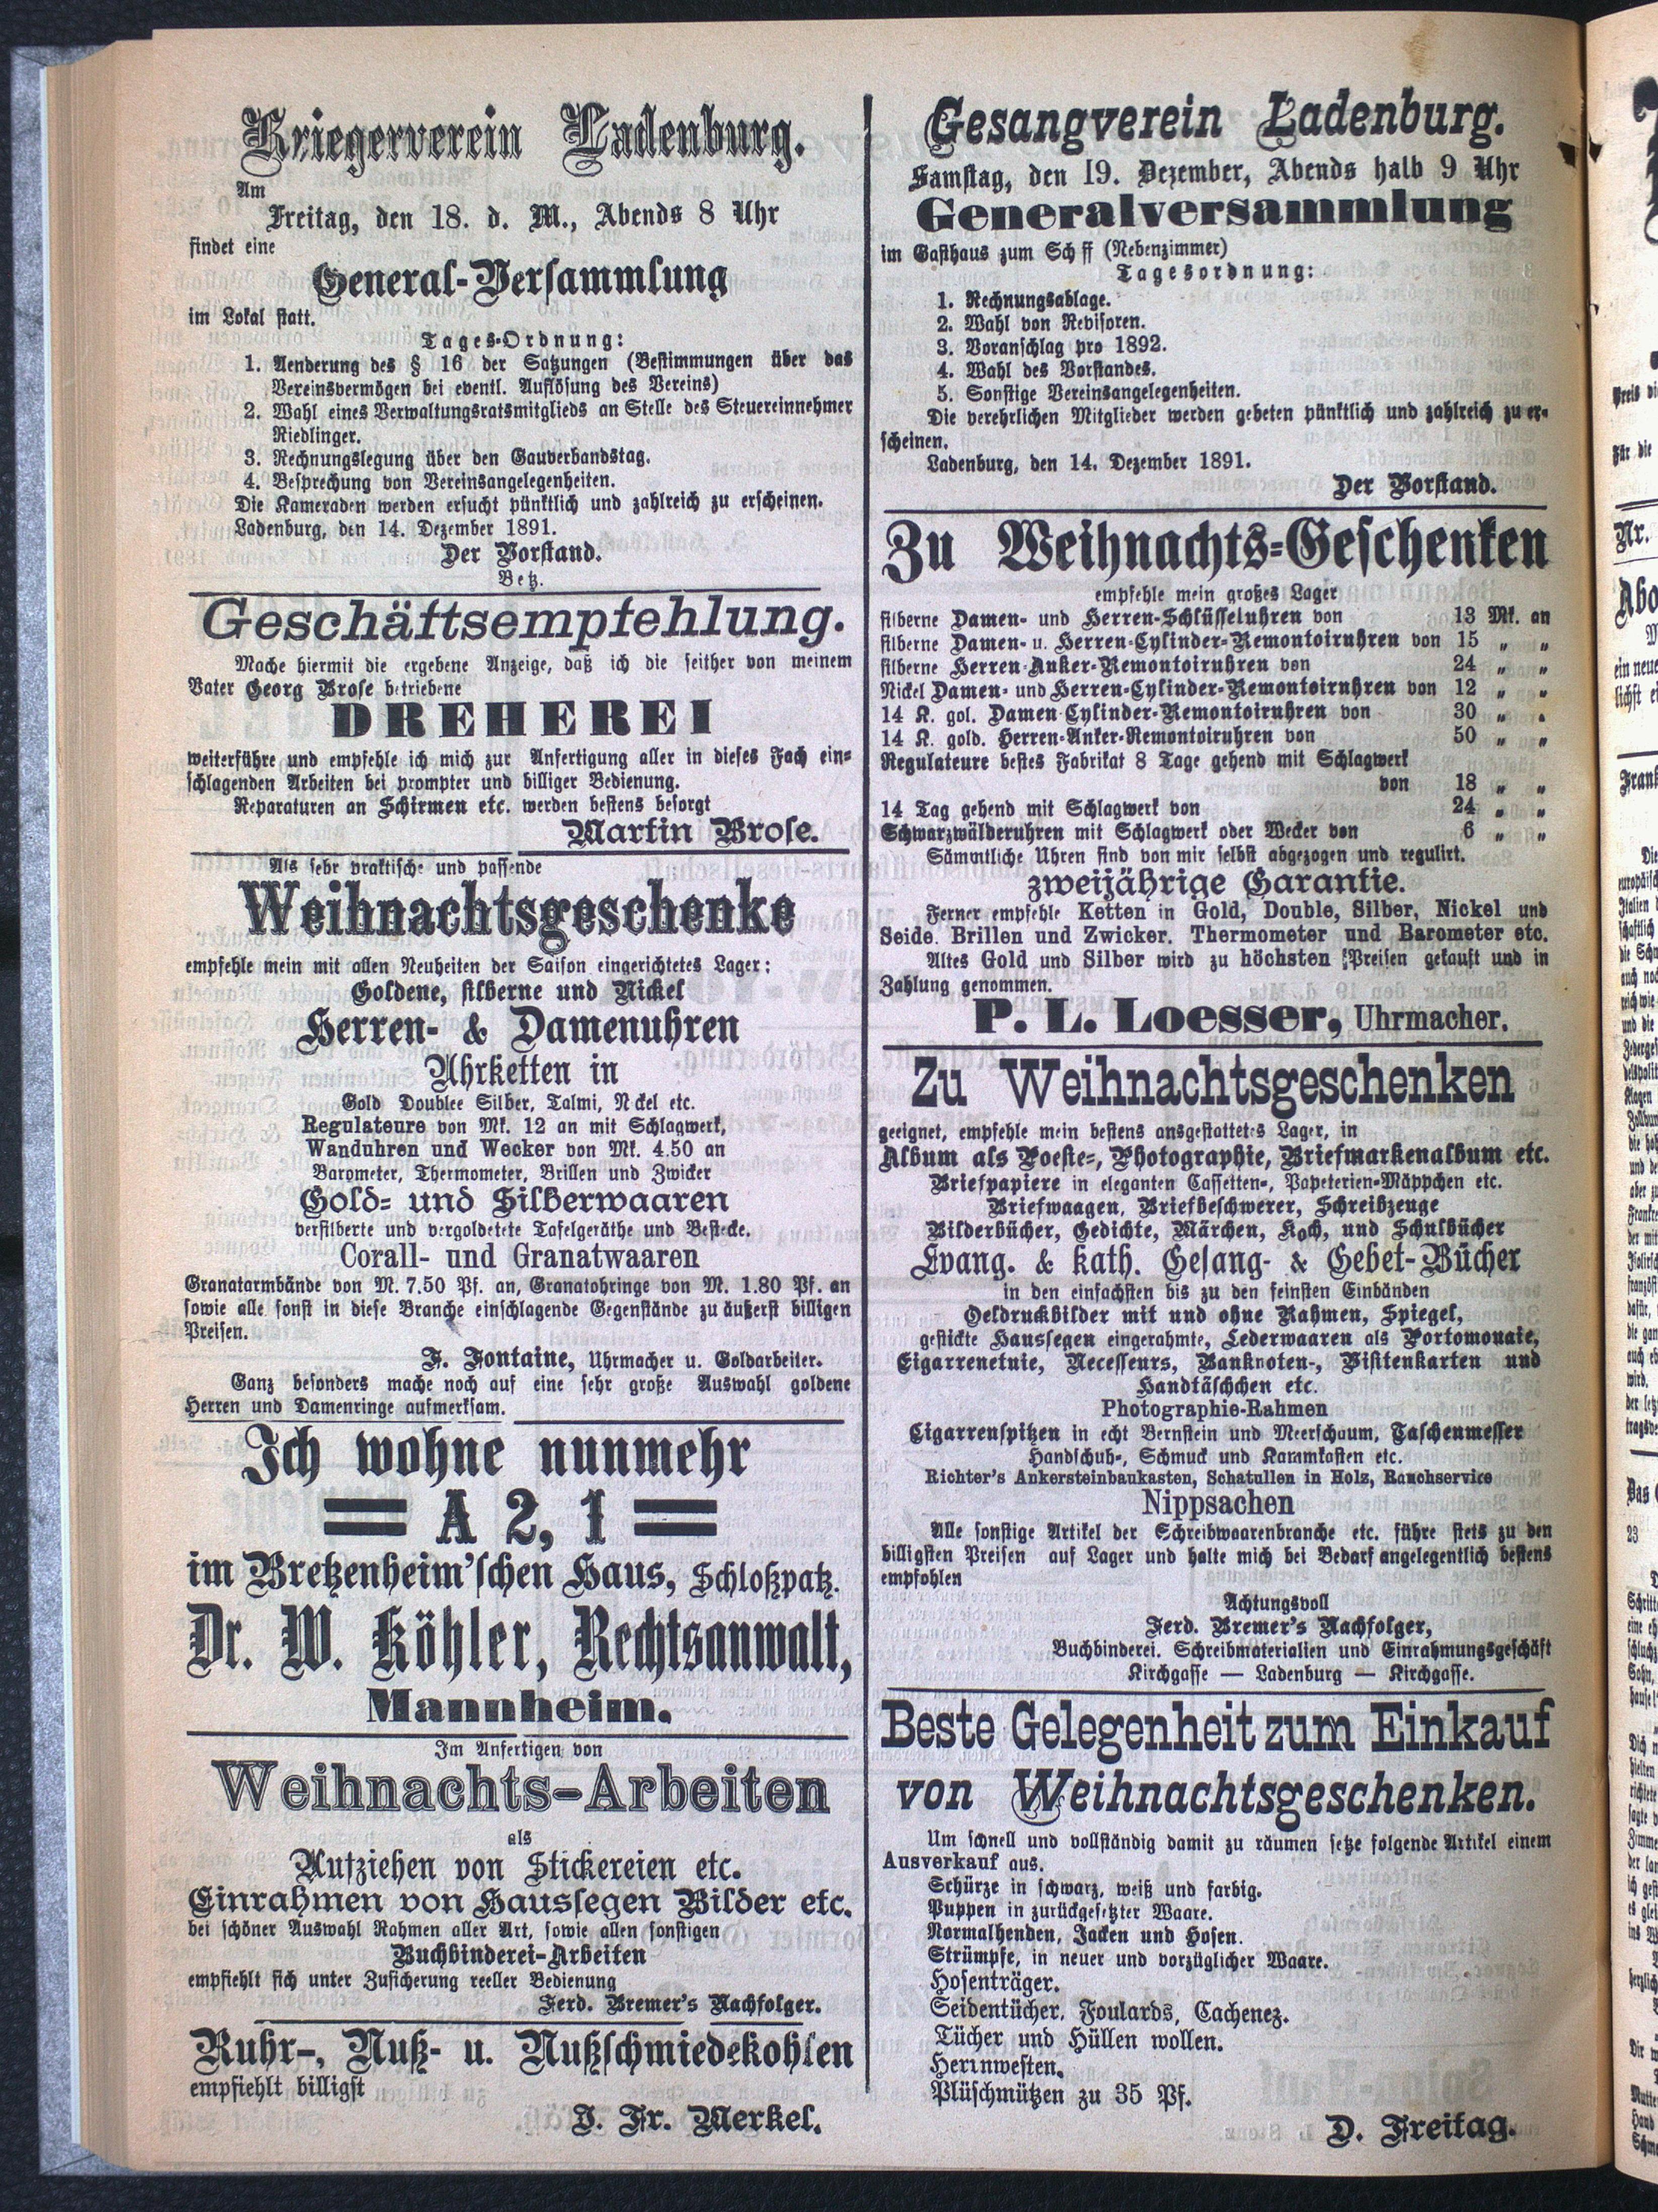 Kriegerverein Ladenburg.
Am
Freitag, den 18. d. M., Abends 8 Uhr
findet eine
General-Versammlung
im Lokal statt.
Tages-Ordnung:
1. Aenderung des § 16 der Satzungen (Bestimmungen über das
Vereinsvermögen bei eventl. Auflösung des Vereins)
2. Wahl eines Verwaltungsratsmitglieds an Stelle des Steuereinnehmer
Riedlinger.
3. Rechnungslegung über den Gauverbandstag.
4. Besprechung von Vereinsangelegenheiten.
Die Kameraden werden ersucht pünktlich und zahlreich zu erscheinen.
Ladenburg, den 14. Dezember 1891.
Der Vorstand.
Betz.
Geschäftsempfehlung.
Mache hiermit die ergebene Anzeige, daß ich die seither von meinem
Vater Georg Brose betriebene
DREHEREI
weiterführe und empfehle ich mich zur Anfertigung aller in dieses Fach ein-
schlagenden Arbeiten bei prompter und billiger Bedienung.
Reparaturen an Schirmen etc. werden bestens besorgt
Martin Brose.
Als sehr praktische und passende
Weihnachtsgeschenke
empfehle mein mit allen Neuheiten der Saison eingerichtetes Lager:
Goldene, silberne und Nickel
Herren- & Damenuhren
Uhrketten in
Gold Doublee Silber, Talmi, N ckel etc.
Regulateure von Mk. 12 an mit Schlagwerk,
Wanduhren und Wecker von Mk. 4.50 an
Barometer, Thermometer, Brillen und Zwicker
Gold- und Silberwaaren
versilberte und vergoldetete Tafelgeräthe und Bestecke.
Corall- und Granatwaaren
Granatarmbände von M. 7.50 Pf. an, Granatohringe von M. 1.80 Pf. an
sowie alle sonst in diese Branche einschlagende Gegenstände zu äußerst billigen
Preisen.
F. Fontaine, Uhrmacher u. Goldarbeiter.
Ganz besonders mache noch auf eine sehr große Auswahl goldene
Herren und Damenringe aufmerksam.
Ich wohne nunmehr
A 2, 1
im Bretzenheim'schen Haus, Schloßpatz.
Dr. W. Köhler, Rechtsanwalt,
Mannheim.
Im Anfertigen von
Weihnachts-Arbeiten
als
Aufziehen von Stickereien etc.
Einrahmen von Haussegen Bilder etc.
bei schöner Auswahl Rahmen aller Art, sowie allen sonstigen
Buchbinderei-Arbeiten
empfiehlt sich unter Zusicherung reeller Bedienung
Ferd. Bremer's Nachfolger.
Ruhr-, Nuß- u. Nußschmiedekohlen
empfiehlt billigst
J. Fr. Merkel.
Gesangverein Ladenburg.
Samstag, den 19. Dezember, Abends halb 9 Uhr
Generalversammlung
im Gasthaus zum Sch ff (Nebenzimmer)
Tagesordnung:
1. Rechnungsablage.
2. Wahl von Revisoren.
3. Voranschlag pro 1892.
4. Wahl des Vorstandes.
5. Sonstige Vereinsangelegenheiten.
Die verehrlichen Mitglieder werden gebeten pünktlich und zahlreich zu er-
scheinen.
Ladenburg, den 14. Dezember 1891.
Der Vorstand.
Zu Weihnachts-Geschenken
empfehle mein großes Lager
silberne Damen- und Herren-Schlüsseluhren von 13 Mk. an
silberne Damen- u. Herren-Cylinder-Remontoiruhren von 15 „ „
silberne Herren-Anker-Remontoiruhren von 24 „ „
Nickel Damen- und Herren-Cylinder-Remontoiruhren von 12 „ „
14 K. gol. Damen Cylinder-Remontoiruhren von 30 „ „
14 K. gold. Herren-Anker-Remontoiruhren von 50 „ „
Regulateure bestes Fabrikat 8 Tage gehend mit Schlagwerk
von 18 „ „
14 Tag gehend mit Schlagwerk von 24 „ „
Schwarzwälderuhren mit Schlagwerk oder Wecker von 6 „ „
Sämmtliche Uhren sind von mir selbst abgezogen und regulirt.
zweijährige Garantie.
Ferner empfehle Ketten in Gold, Double, Silber, Nickel und
Seide. Brillen und Zwicker. Thermometer und Barometer etc.
Altes Gold und Silber wird zu höchsten Preisen gekauft und in
Zahlung genommen.
P. L. Loesser, Uhrmacher.
Zu Weihnachtsgeschenken
geeignet, empfehle mein bestens ausgestattetes Lager, in
Album als Poesie-, Photographie, Briefmarkenalbum etc.
Briefpapiere in eleganten Cassetten-, Papeterien-Mäppchen etc.
Briefwaagen, Briefbeschwerer, Schreibzeuge
Bilderbücher, Gedichte, Märchen, Koch, und Schulbücher
Evang. & kath. Gesang- & Gebet-Bücher
in den einfachsten bis zu den feinsten Einbänden
Oeldruckbilder mit und ohne Rahmen, Spiegel,
gestickte Haussegen eingerahmte, Lederwaaren als Portomonaie,
Cigarrenetuie, Necesseurs, Banknoten-, Visitenkarten und
Handtäschchen etc.
Photographie-Rahmen
Cigarrenspitzen in echt Bernstein und Meerschaum, Taschenmesser
Handschuh-, Schmuck und Kammkasten etc.
Richter's Ankersteinbaukasten, Schatullen in Holz, Rauchservice
Nippsachen
Alle sonstige Artikel der Schreibwaarenbranche etc. führe stets zu den
billigsten Preisen auf Lager und halte mich bei Bedarf angelegentlich bestens
empfohlen
Achtungsvoll
Ferd. Bremer's Nachfolger,
Buchbinderei. Schreibmaterialien und Einrahmungsgeschäft
Kirchgasse — Ladenburg — Kirchgasse.
Beste Gelegenheit zum Einkauf
von Weihnachtsgeschenken.
Um schnell und vollständig damit zu räumen setze folgende Artikel einem
Ausverkauf aus.
Schürze in schwarz, weiß und farbig.
Puppen in zurückgesetzter Waare.
Normalhenden, Jacken und Hosen.
Strümpfe, in neuer und vorzüglicher Waare.
Hosenträger.
Seidentücher, Foulards, Cachenez.
Tücher und Hüllen wollen.
Herrnwesten.
Plüschmützen zu 35 Pf.
D. Freitag.